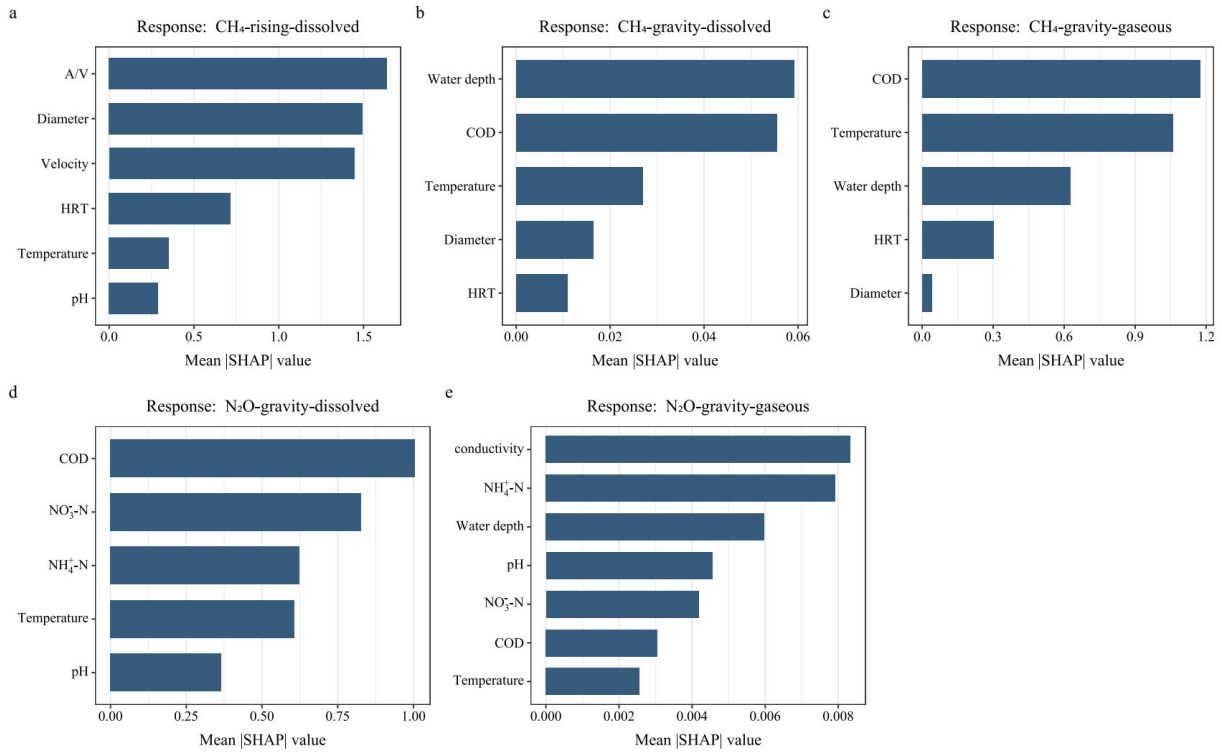 a
Response: CH₄-rising-dissolved
A/V
Diameter
Velocity
HRT
Temperature
pH
0.0 0.5 1.0 1.5
Mean |SHAP| value
b
Response: CH₄-gravity-dissolved
Water depth
COD
Temperature
Diameter
HRT
0.00 0.02 0.04 0.06
Mean |SHAP| value
c
Response: CH₄-gravity-gaseous
COD
Temperature
Water depth
HRT
Diameter
0.0 0.3 0.6 0.9 1.2
Mean |SHAP| value
d
Response: N₂O-gravity-dissolved
COD
NO₃⁻-N
NH₄⁺-N
Temperature
pH
0.00 0.25 0.50 0.75 1.00
Mean |SHAP| value
e
Response: N₂O-gravity-gaseous
conductivity
NH₄⁺-N
Water depth
pH
NO₃⁻-N
COD
Temperature
0.000 0.002 0.004 0.006 0.008
Mean |SHAP| value